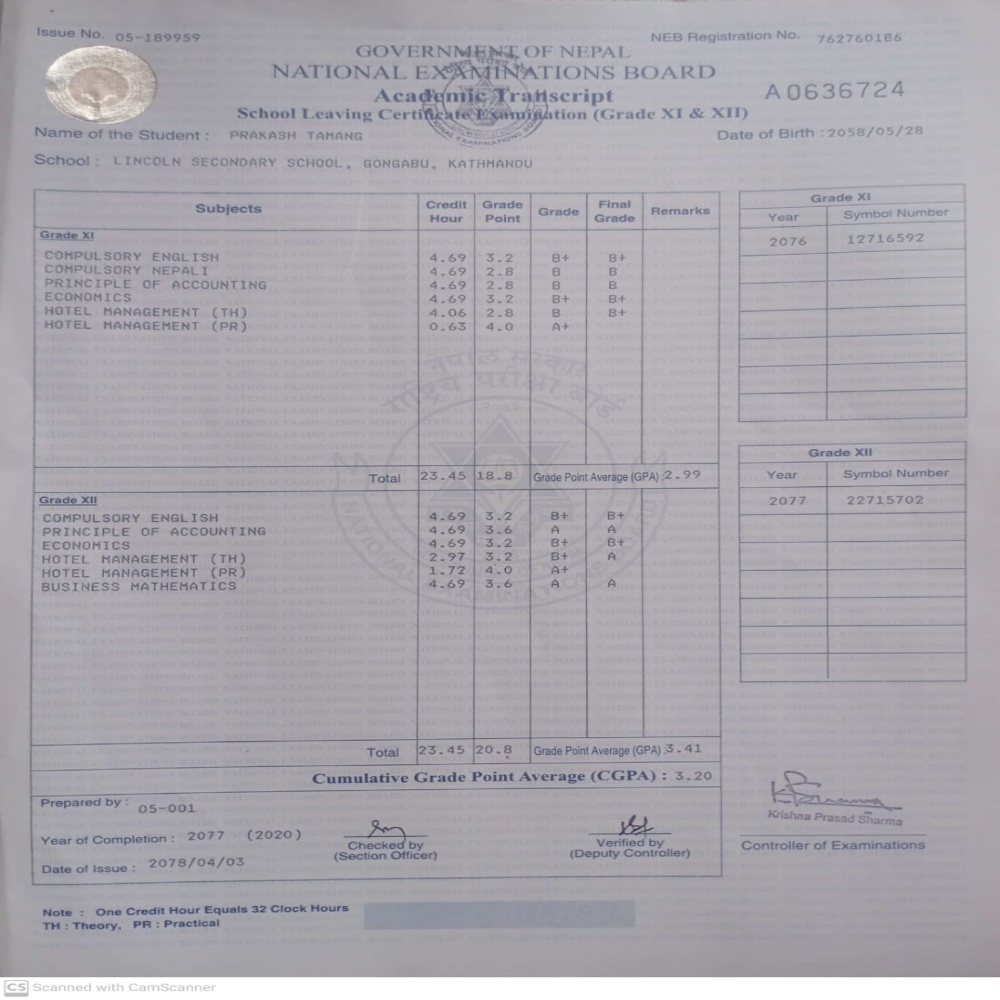 Issue No. 05-189959
NEB Registration No. 762760186
GOVERNMENT OF NEPAL
NATIONAL EXAMINATIONS BOARD
Academic Transcript
A0636724
School Leaving Certificate Examination (Grade XI & XII)
Name of the Student : PRAKASH TAMANG
Date of Birth : 2058/05/28
School : LINCOLN SECONDARY SCHOOL, GONGABU, KATHMANDU
Subjects Credit Hour Grade Point Grade Final Grade Remarks
Grade XI
COMPULSORY ENGLISH 4.69 3.2 B+ B+
COMPULSORY NEPALI 4.69 2.8 B B
PRINCIPLE OF ACCOUNTING 4.69 2.8 B B
ECONOMICS 4.69 3.2 B+ B+
HOTEL MANAGEMENT (TH) 4.06 2.8 B B+
HOTEL MANAGEMENT (PR) 0.63 4.0 A+
Total 23.45 18.8 Grade Point Average (GPA) : 2.99
Grade XII
COMPULSORY ENGLISH 4.69 3.2 B+ B+
PRINCIPLE OF ACCOUNTING 4.69 3.6 A A
ECONOMICS 4.69 3.2 B+ B+
HOTEL MANAGEMENT (TH) 2.97 3.2 B+ A
HOTEL MANAGEMENT (PR) 1.72 4.0 A+
BUSINESS MATHEMATICS 4.69 3.6 A A
Total 23.45 20.8 Grade Point Average (GPA) 3.41
Cumulative Grade Point Average (CGPA) : 3.20
Grade XI
Year Symbol Number
2076 12716592
Grade XII
Year Symbol Number
2077 22715702
नेपाल सरकार
राष्ट्रिय परीक्षा बोर्ड
NATIONAL EXAMINATIONS BOARD
Prepared by : 05-001
Year of Completion : 2077 (2020)
Date of Issue : 2078/04/03
Checked by
(Section Officer)
Verified by
(Deputy Controller)
Krishna Prasad Sharma
Controller of Examinations
Note : One Credit Hour Equals 32 Clock Hours
TH : Theory, PR : Practical
CS Scanned with CamScanner